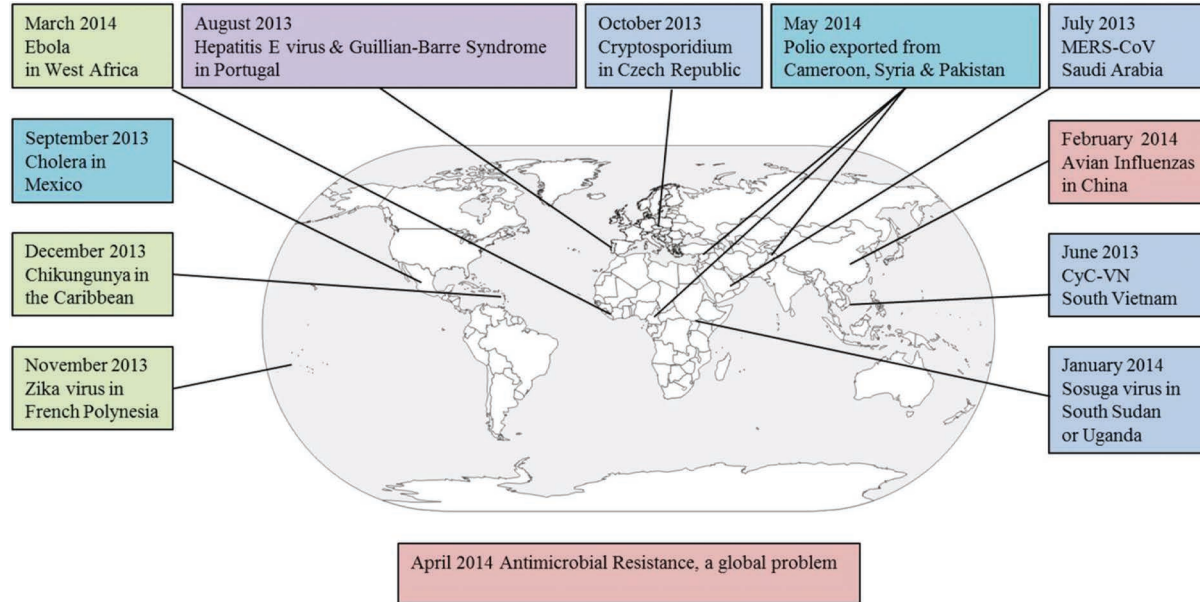 March 2014
Ebola
in West Africa
August 2013
Hepatitis E virus & Guillian-Barre Syndrome
in Portugal
October 2013
Cryptosporidium
in Czech Republic
May 2014
Polio exported from
Cameroon, Syria & Pakistan
July 2013
MERS-CoV
Saudi Arabia
September 2013
Cholera in
Mexico
February 2014
Avian Influenzas
in China
December 2013
Chikungunya in
the Caribbean
June 2013
CyC-VN
South Vietnam
November 2013
Zika virus in
French Polynesia
January 2014
Sosuga virus in
South Sudan
or Uganda
April 2014 Antimicrobial Resistance, a global problem